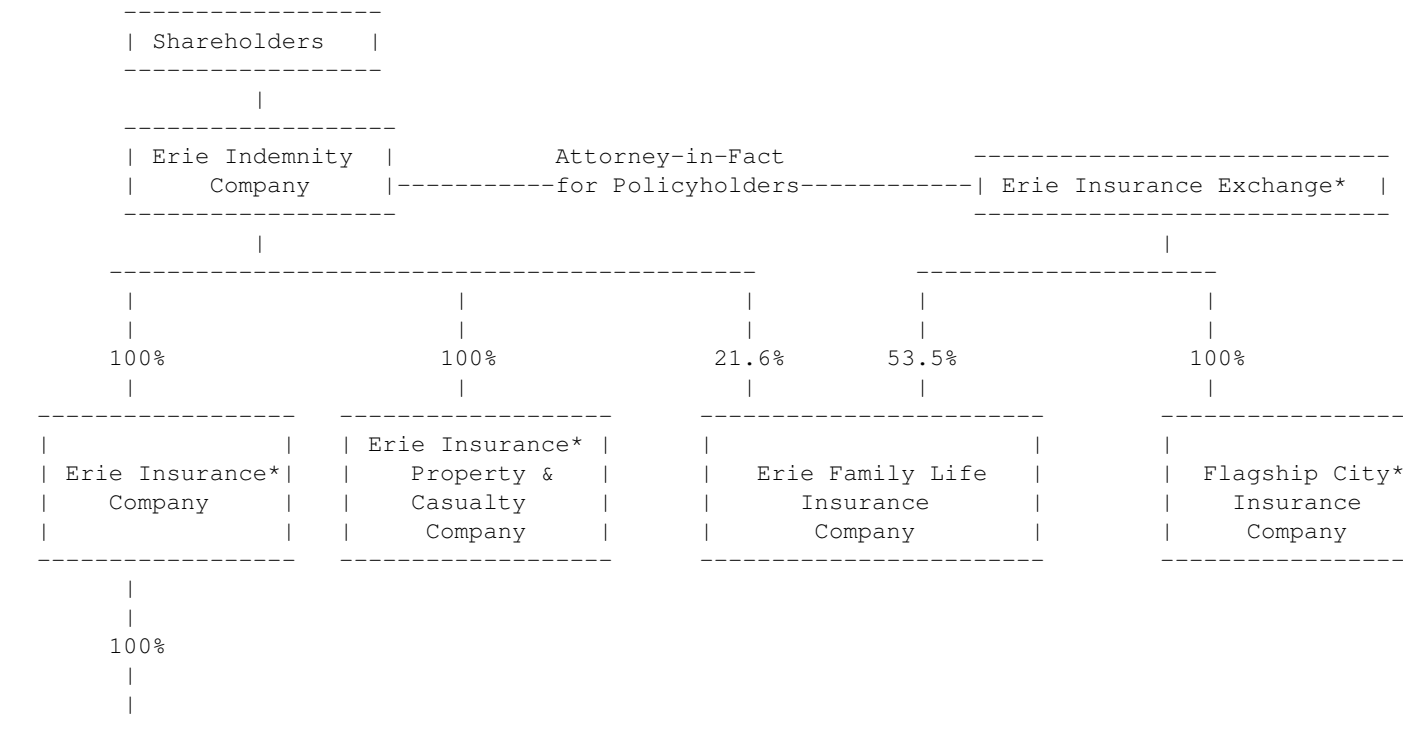 Shareholders
Erie Indemnity Attorney-in-Fact
Company for Policyholders Erie Insurance Exchange*
100% 100% 21.6% 53.5% 100%
Erie Insurance*
Erie Insurance* Property & Erie Family Life Flagship City*
Company Casualty Insurance Insurance
Company Company Company
100%